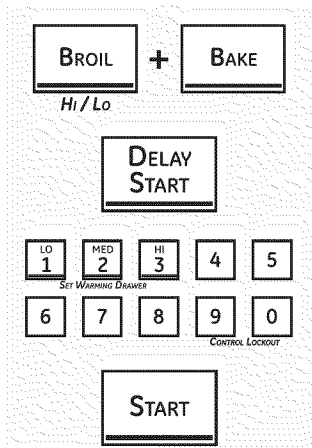 BROIL + BAKE
HI / LO
DELAY
START
LO MED HI
1 2 3 4 5
SET WARMING DRAWER
6 7 8 9 0
CONTROL LOCKOUT
START